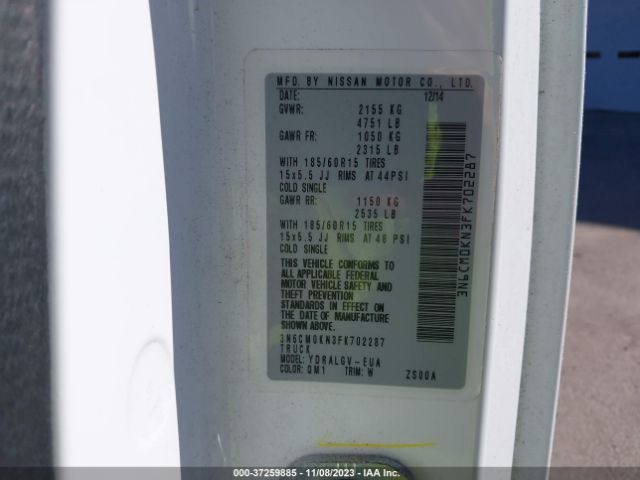 MFD. BY NISSAN MOTOR CO., LTD.
DATE: 12/14
GVWR: 2155 KG
4751 LB
GAWR FR: 1050 KG
2315 LB
WITH 185/60R15 TIRES
15x5.5 JJ RIMS AT 44PSI
COLD SINGLE
GAWR RR: 1150 KG
2535 LB
WITH 185/60R15 TIRES
15x5.5 JJ RIMS AT 48 PSI
COLD SINGLE
THIS VEHICLE CONFORMS TO
ALL APPLICABLE FEDERAL
MOTOR VEHICLE SAFETY AND
THEFT PREVENTION
STANDARDS IN EFFECT ON
THE DATE OF MANUFACTURE
SHOWN ABOVE.
3N6CM0KN3FK702287
TRUCK
MODEL: YDRALGV-EUA
COLOR: QM1 TRIM: W ZS00A
3N6CM0KN3FK702287
000-37259885 - 11/08/2023 - IAA Inc.